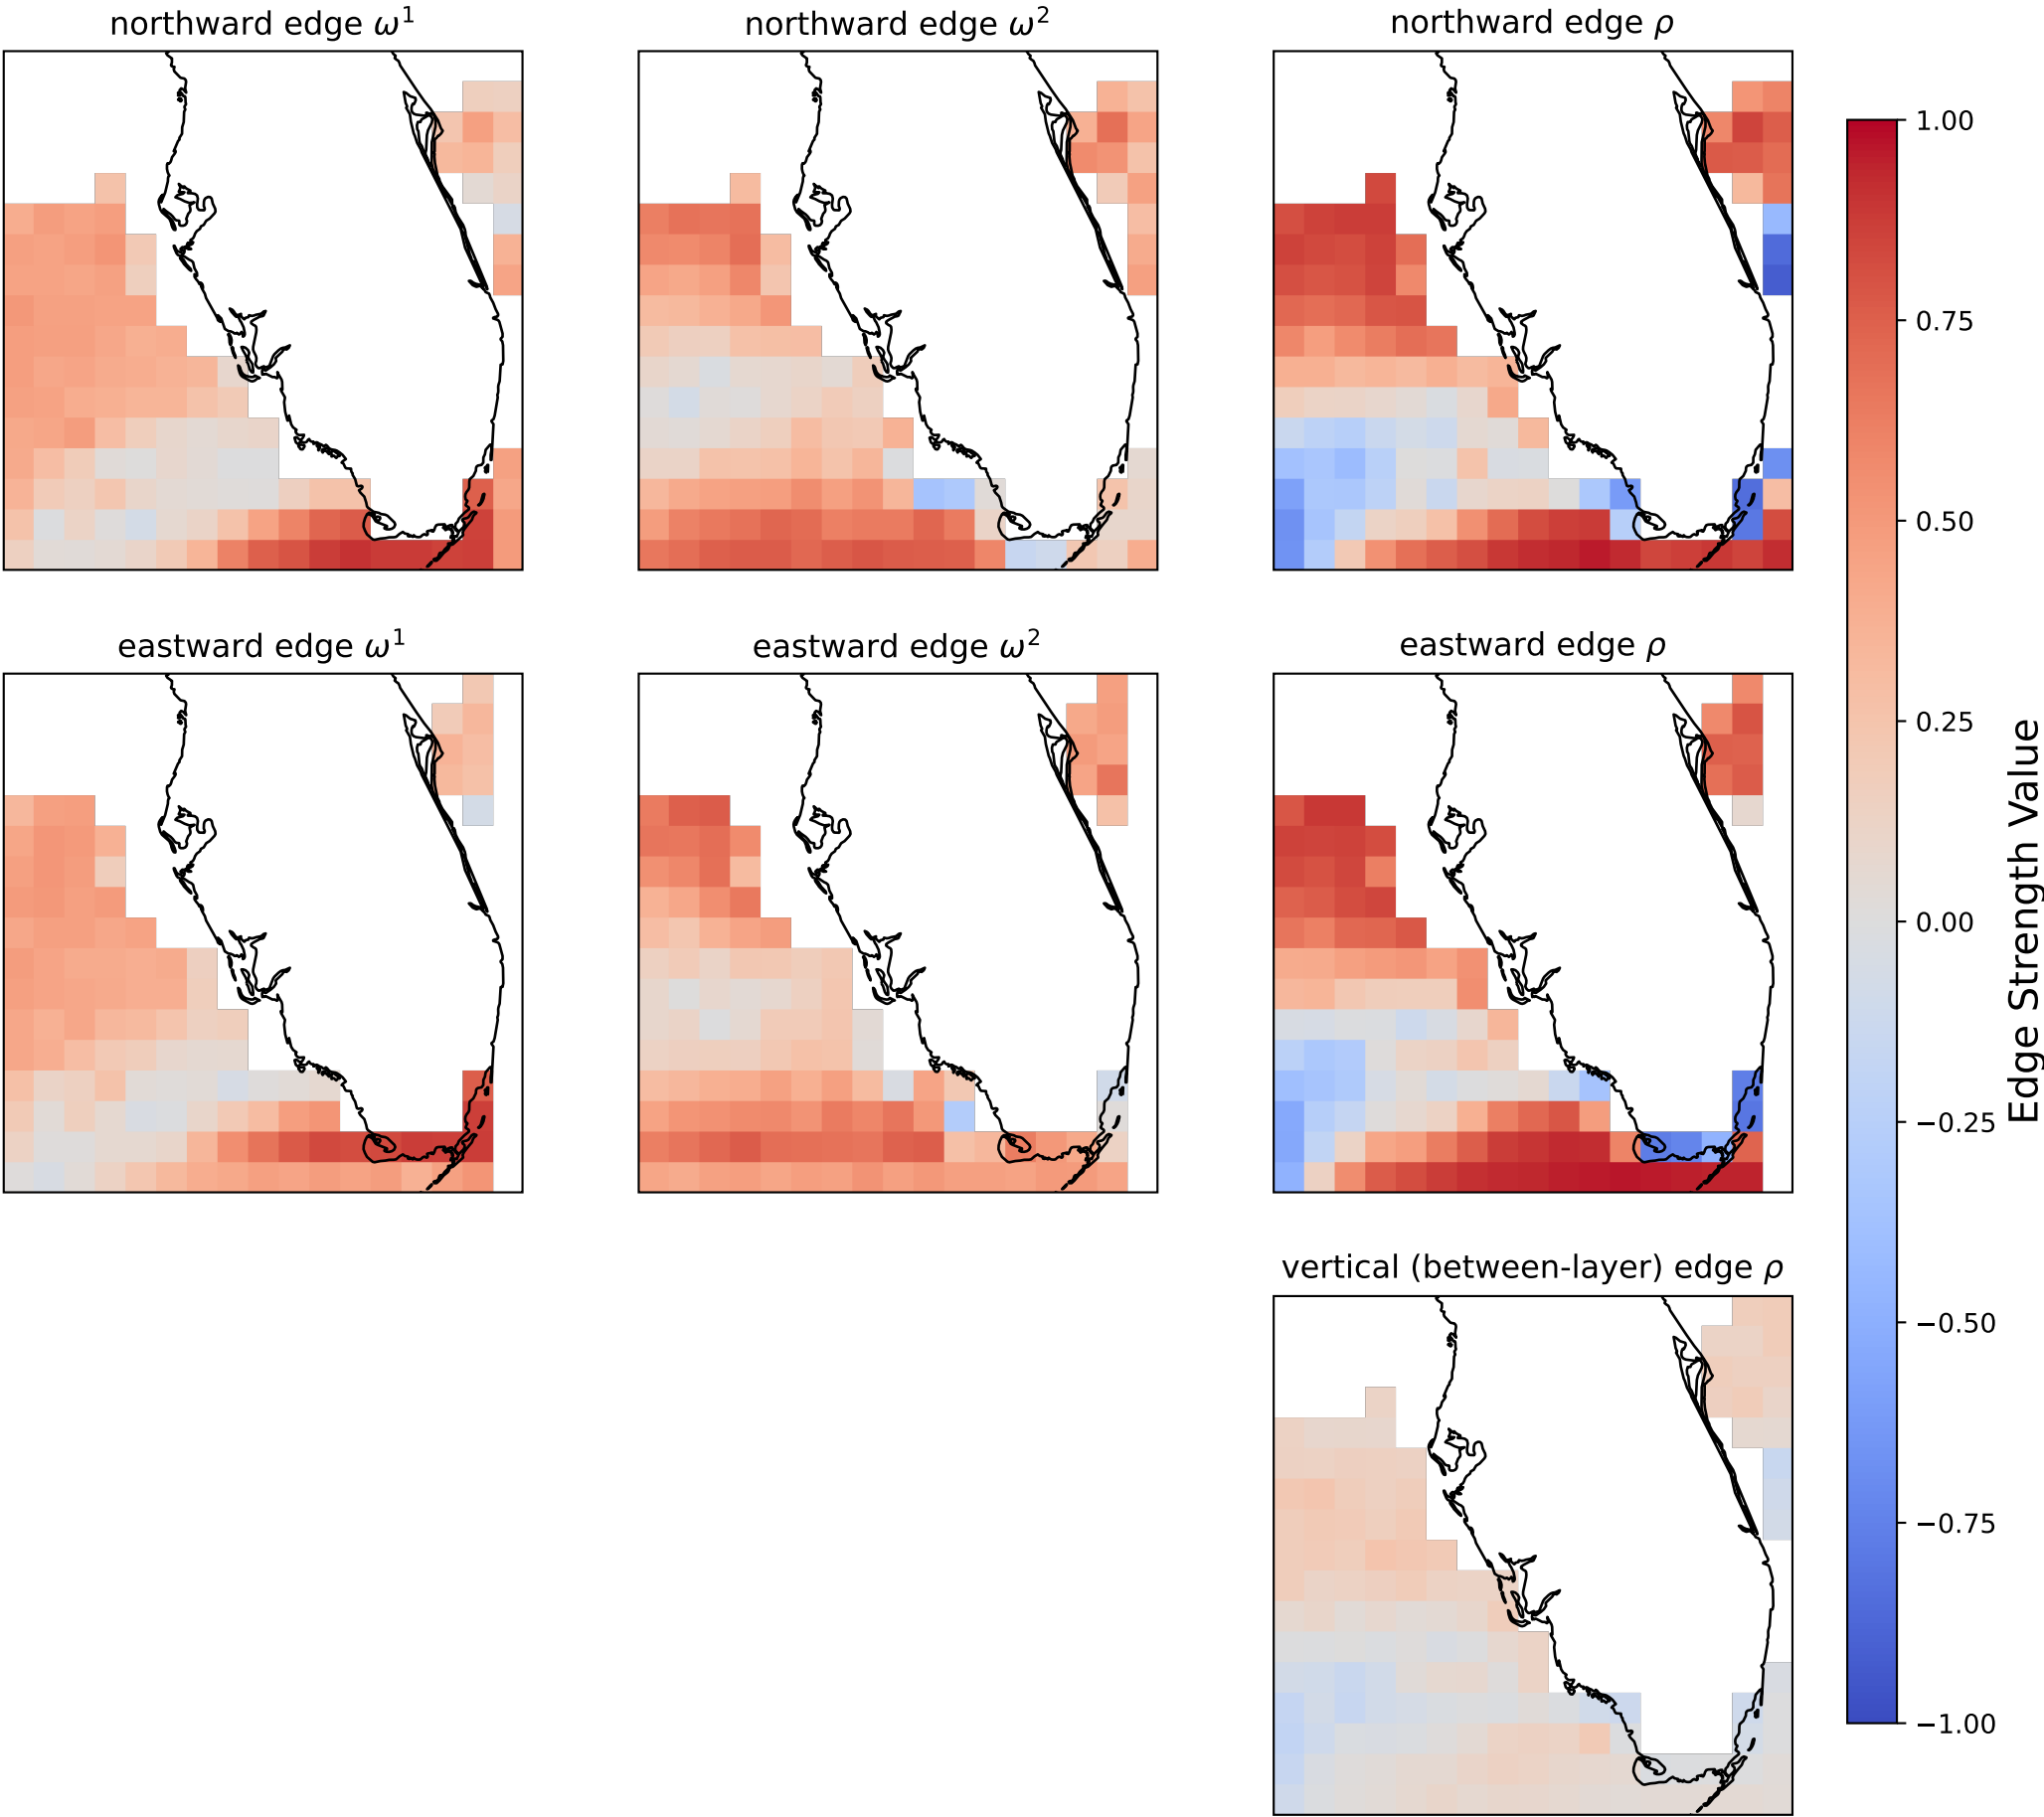 northward edge ω¹
northward edge ω²
northward edge ρ
1.00
0.75
0.50
0.25
0.00
−0.25
−0.50
−0.75
−1.00
Edge Strength Value
eastward edge ω¹
eastward edge ω²
eastward edge ρ
vertical (between-layer) edge ρ